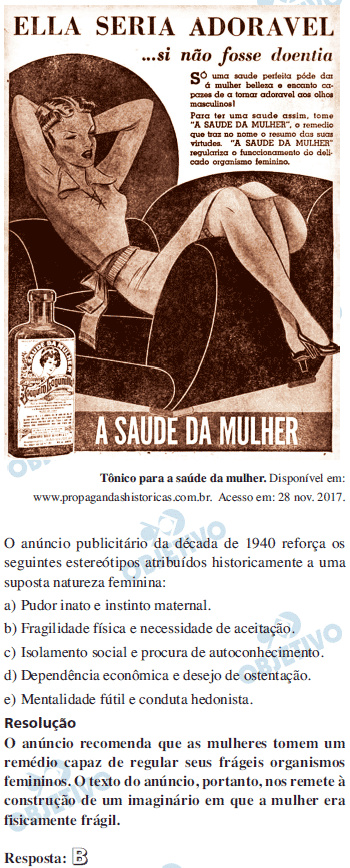 ELLA SERIA ADORAVEL
...si não fosse doentia
SÓ uma saude perfeita póde dar
á mulher belleza e encanto ca-
pazes de a tornar adoravel aos olhos
masculinos!
Para ter uma saude assim, tome
"A SAUDE DA MULHER", o remedio
que traz no nome o resumo das suas
virtudes. "A SAUDE DA MULHER"
regulariza o funccionamento do deli-
cado organismo feminino.
A SAUDE DA MULHER
Tônico para a saúde da mulher. Disponível em:
www.propagandashistoricas.com.br. Acesso em: 28 nov. 2017.
O anúncio publicitário da década de 1940 reforça os
seguintes estereótipos atribuídos historicamente a uma
suposta natureza feminina:
a) Pudor inato e instinto maternal.
b) Fragilidade física e necessidade de aceitação.
c) Isolamento social e procura de autoconhecimento.
d) Dependência econômica e desejo de ostentação.
e) Mentalidade fútil e conduta hedonista.
Resolução
O anúncio recomenda que as mulheres tomem um
remédio capaz de regular seus frágeis organismos
femininos. O texto do anúncio, portanto, nos remete à
construção de um imaginário em que a mulher era
fisicamente frágil.
Resposta: B
OBJETIVO
OBJETIVO
OBJETIVO
OBJETIVO